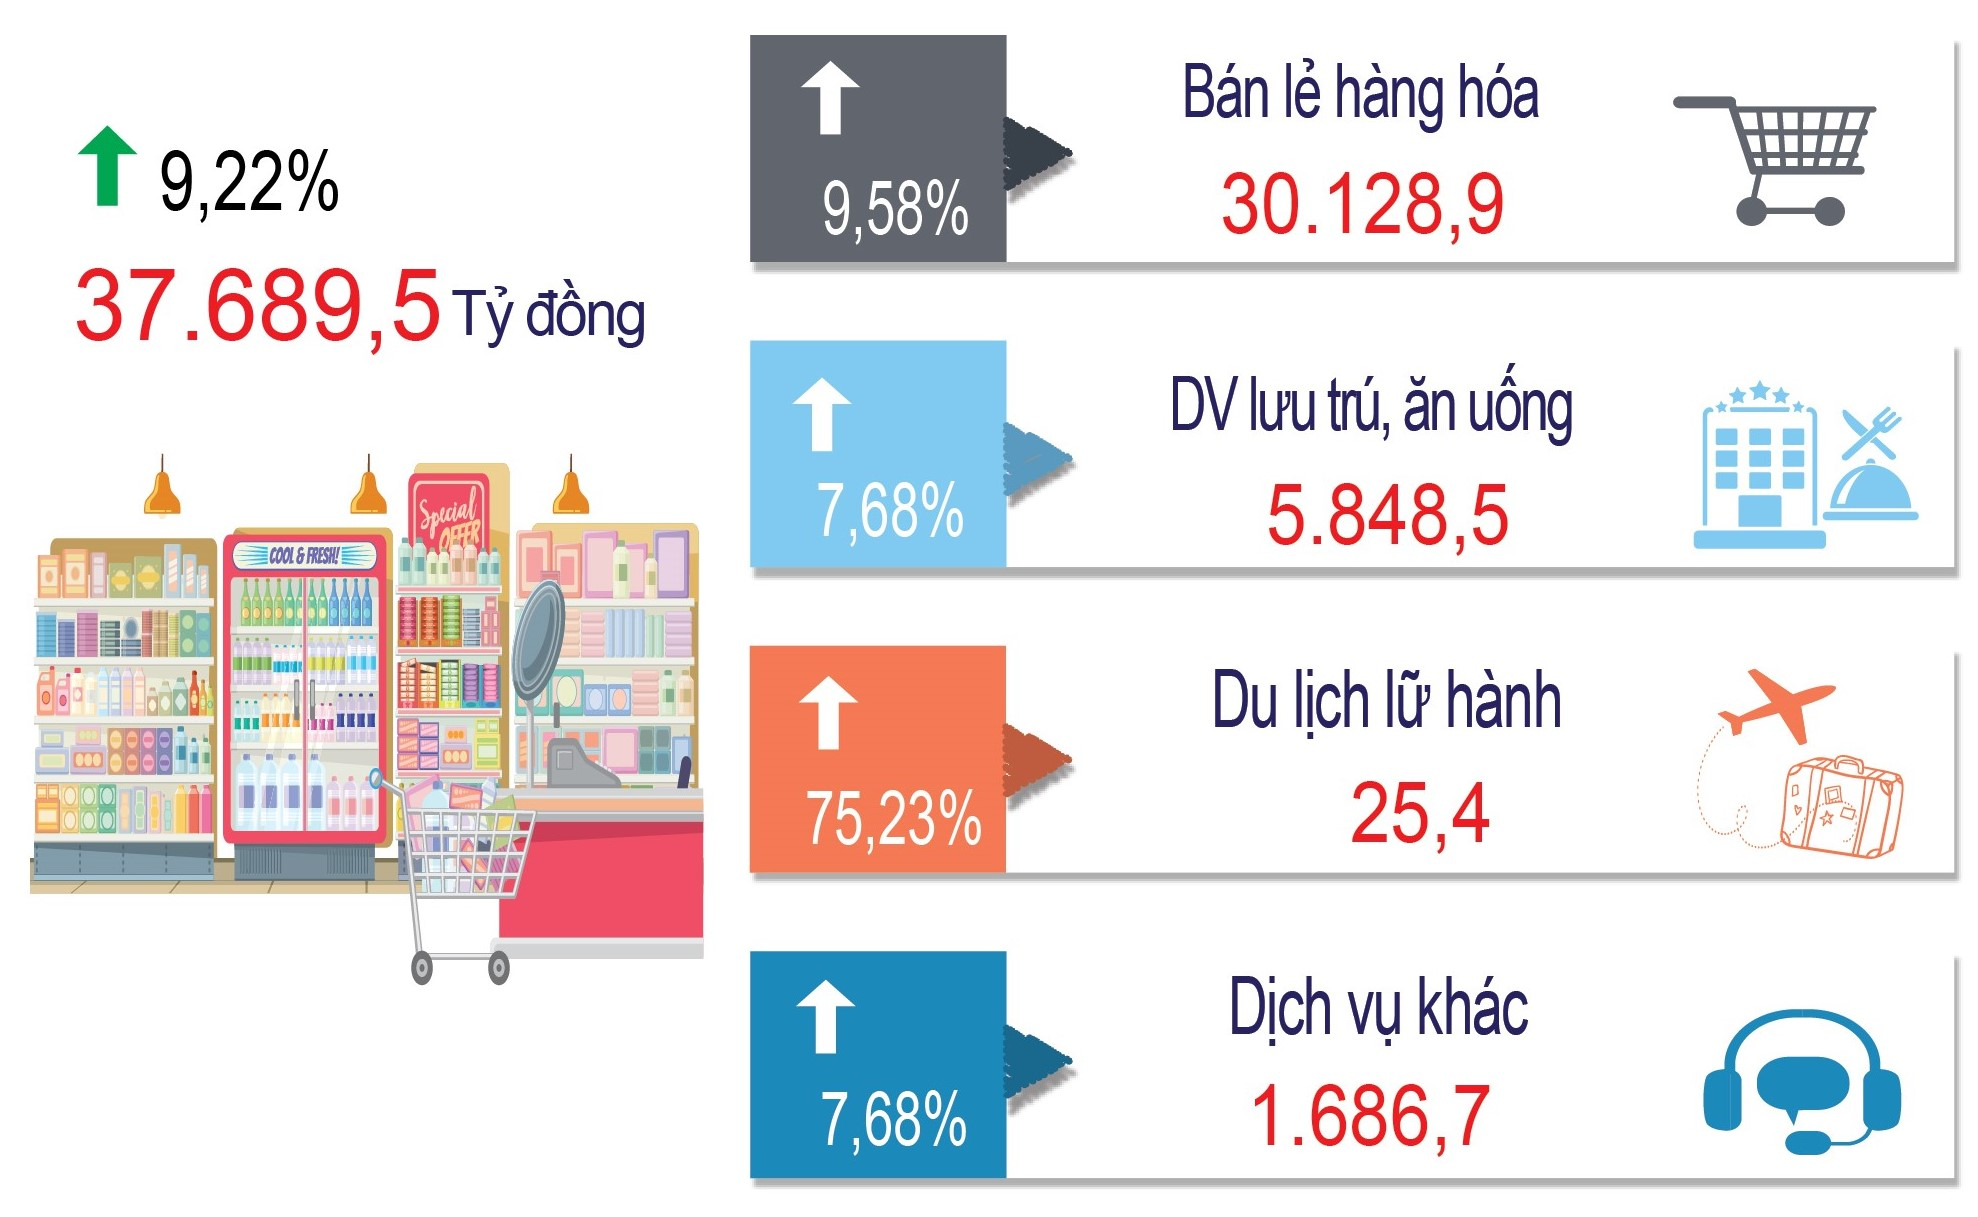 9,22%
37.689,5 Tỷ đồng
Special
OFFER
COOL & FRESH!
9,58%
Bán lẻ hàng hóa
30.128,9
7,68%
DV lưu trú, ăn uống
5.848,5
75,23%
Du lịch lữ hành
25,4
7,68%
Dịch vụ khác
1.686,7